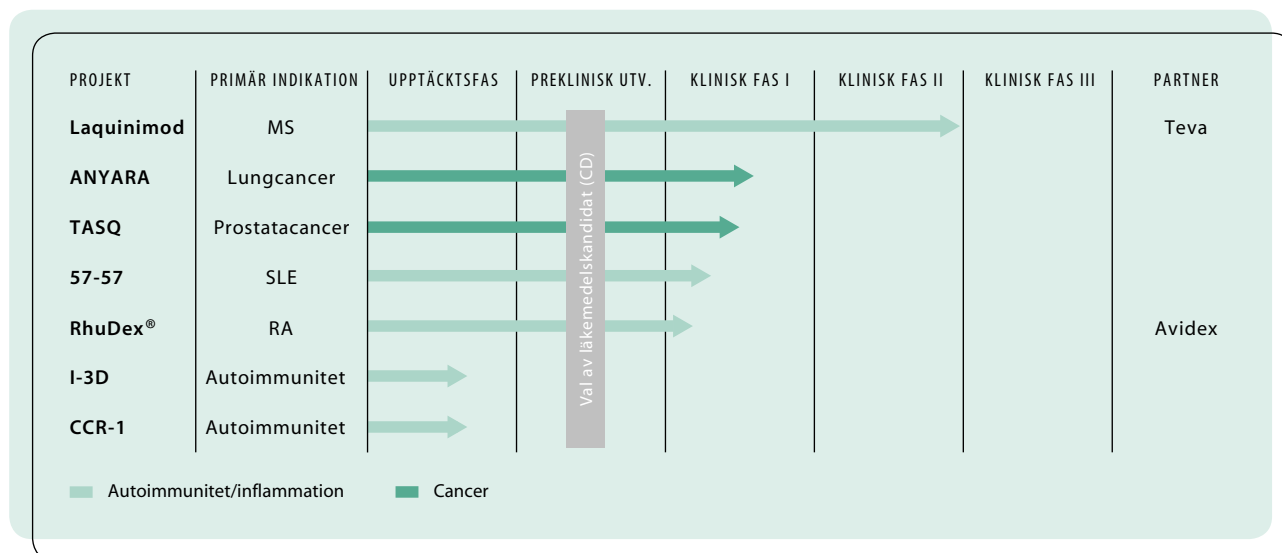 PROJEKT PRIMÄR INDIKATION UPPTÄCKTSFAS PREKLINISK UTV. KLINISK FAS I KLINISK FAS II KLINISK FAS III PARTNER
Laquinimod MS Teva
ANYARA Lungcancer
TASQ Prostatacancer
57-57 SLE
RhuDex® RA Avidex
I-3D Autoimmunitet
CCR-1 Autoimmunitet
Val av läkemedelskandidat (CD)
Autoimmunitet/inflammation Cancer